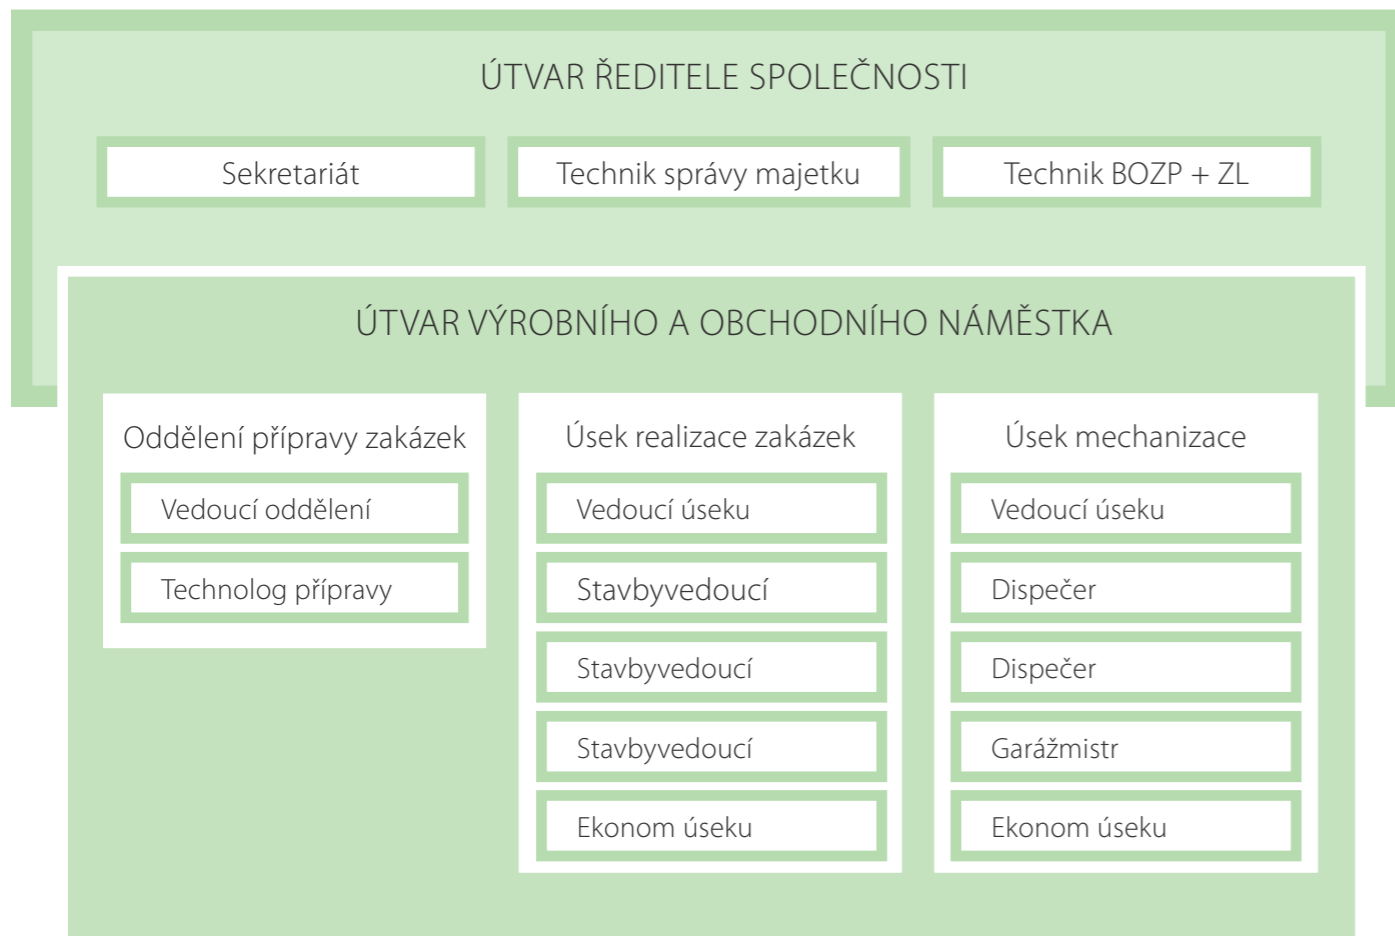 ÚTVAR ŘEDITELE SPOLEČNOSTI
Sekretariát
Technik správy majetku
Technik BOZP + ZL
ÚTVAR VÝROBNÍHO A OBCHODNÍHO NÁMĚSTKA
Oddělení přípravy zakázek
Vedoucí oddělení
Technolog přípravy
Úsek realizace zakázek
Vedoucí úseku
Stavbyvedoucí
Stavbyvedoucí
Stavbyvedoucí
Ekonom úseku
Úsek mechanizace
Vedoucí úseku
Dispečer
Dispečer
Garážmistr
Ekonom úseku